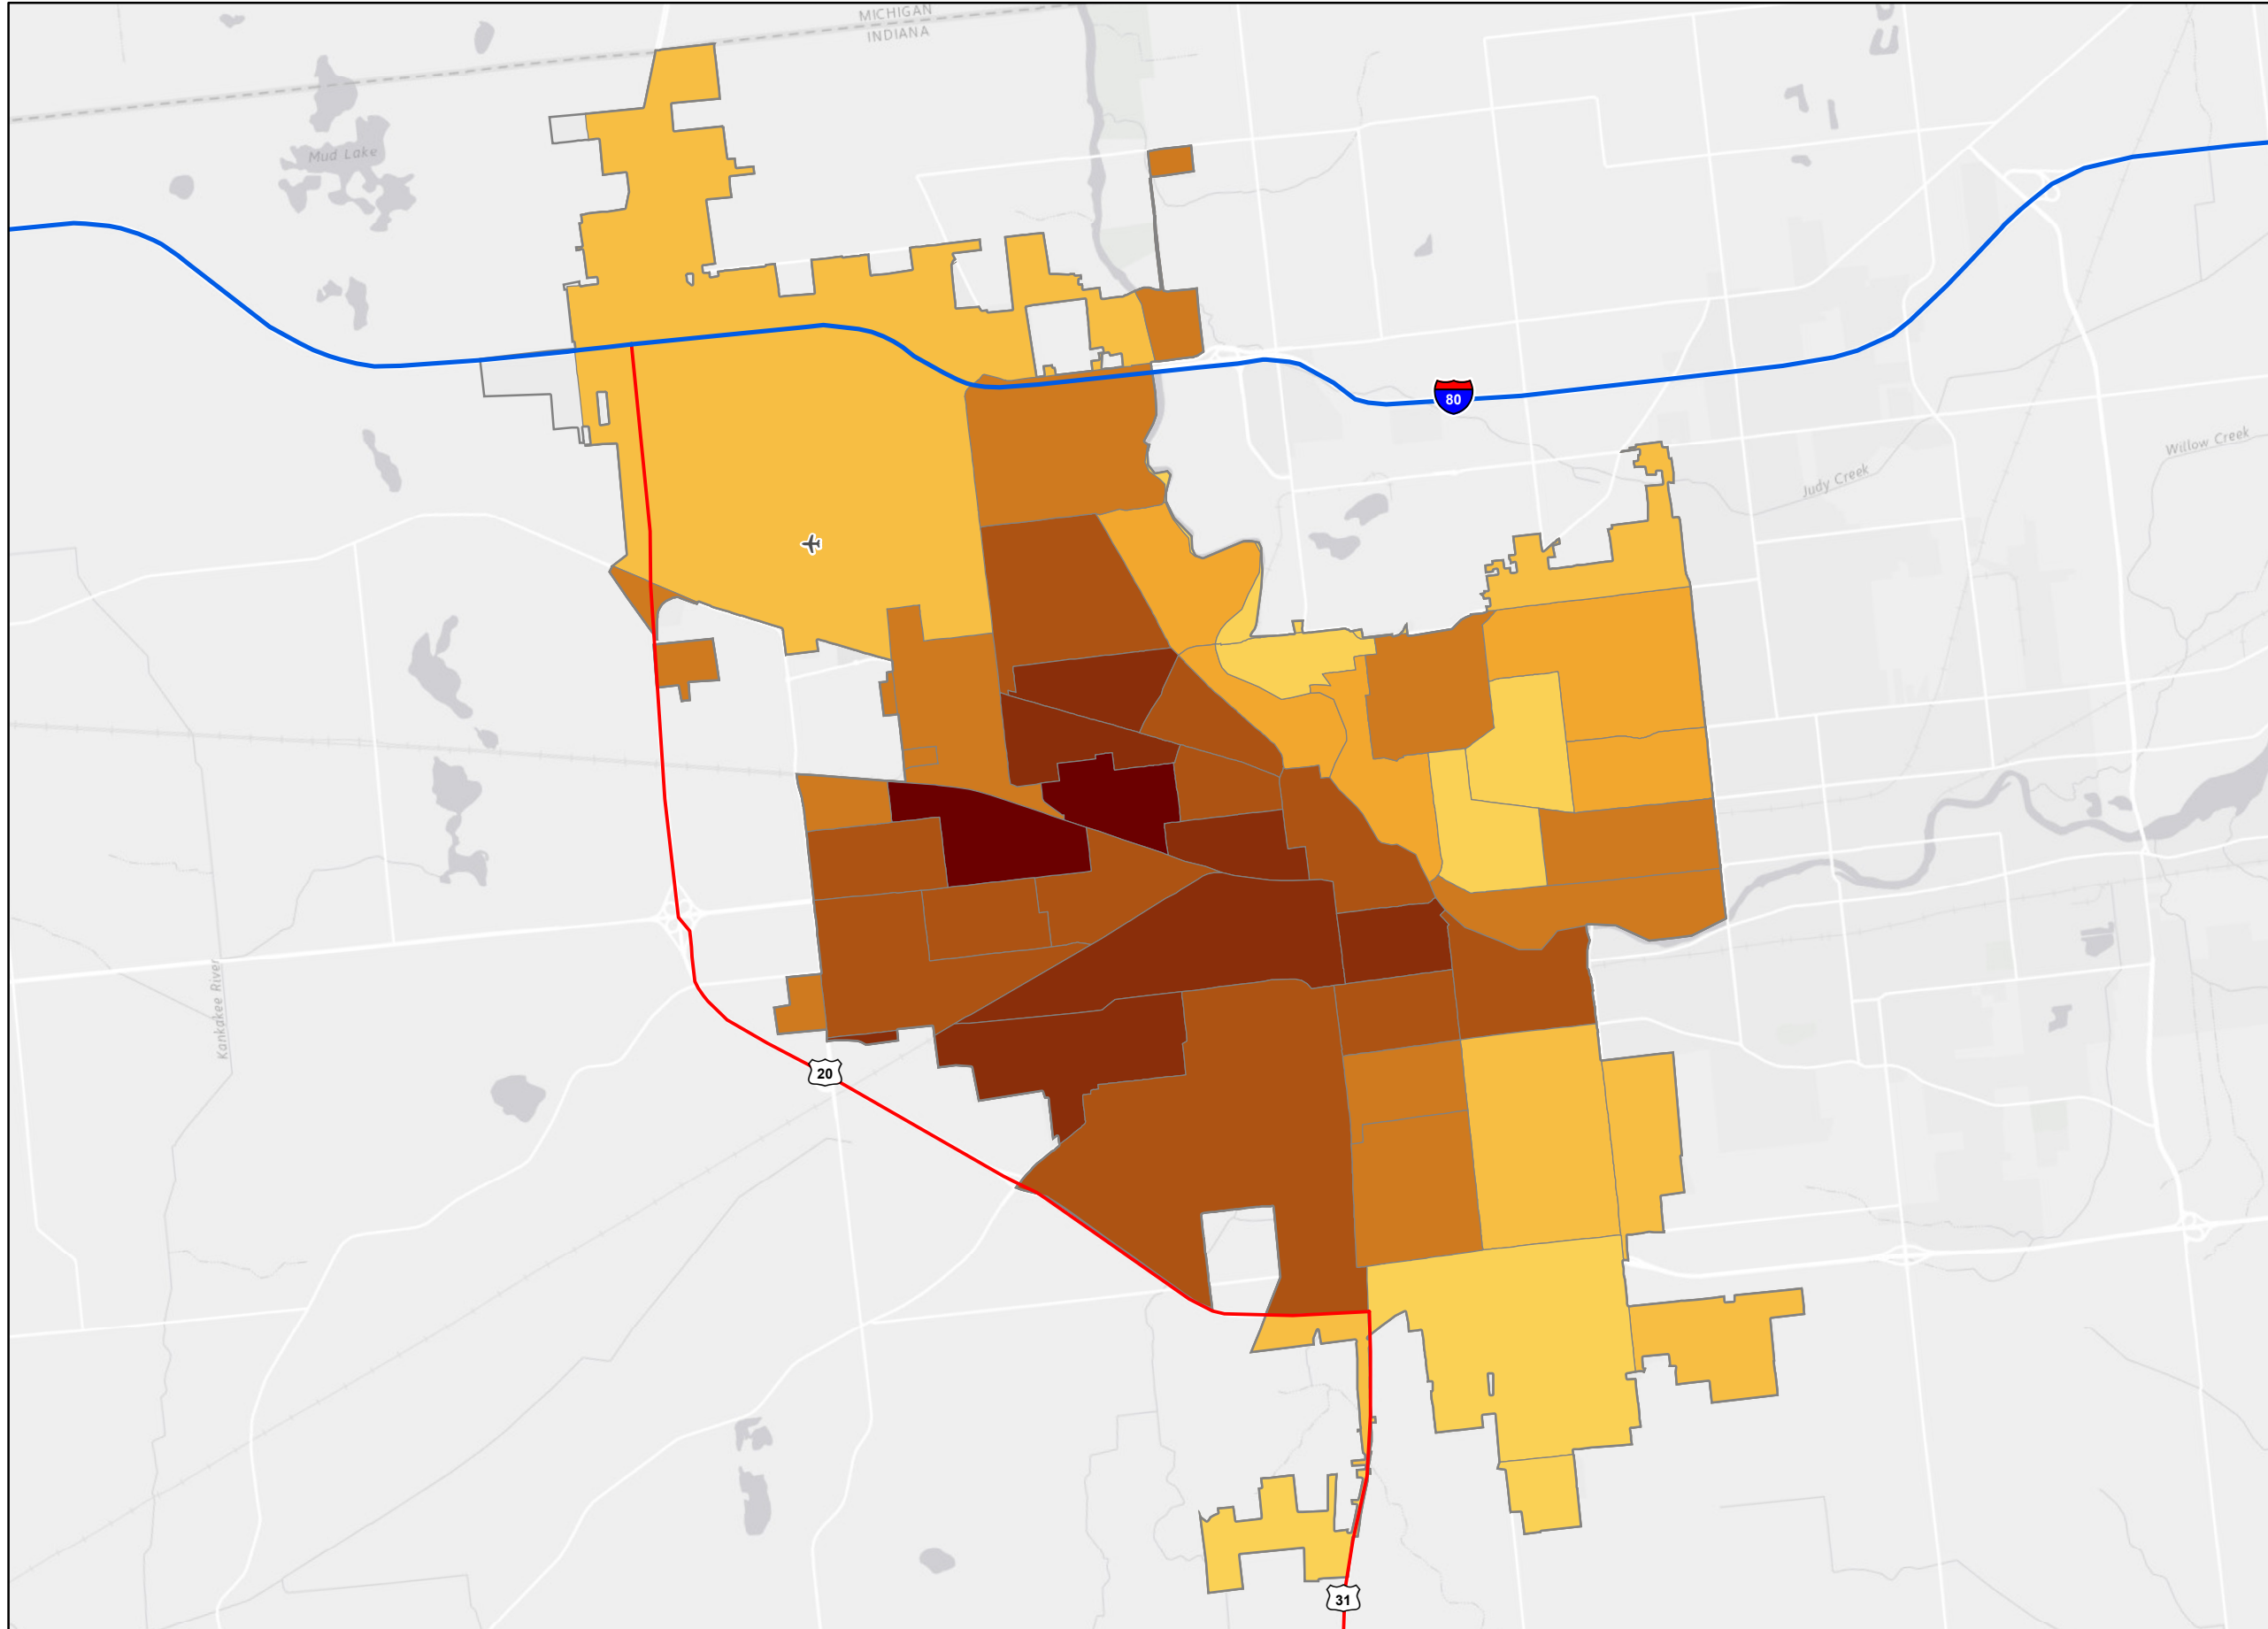 MICHIGAN
INDIANA
Mud Lake
80
Willow Creek
Judy Creek
Kankakee River
20
31